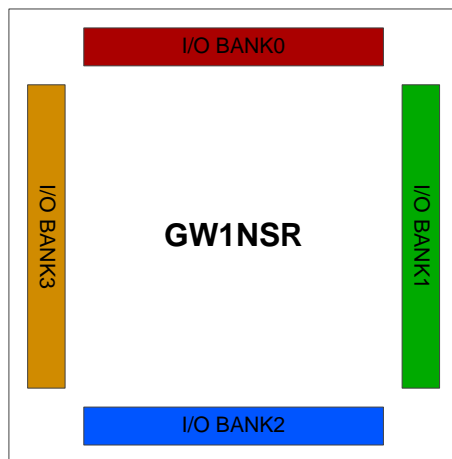 I/O BANK0
I/O BANK3
GW1NSR
I/O BANK1
I/O BANK2